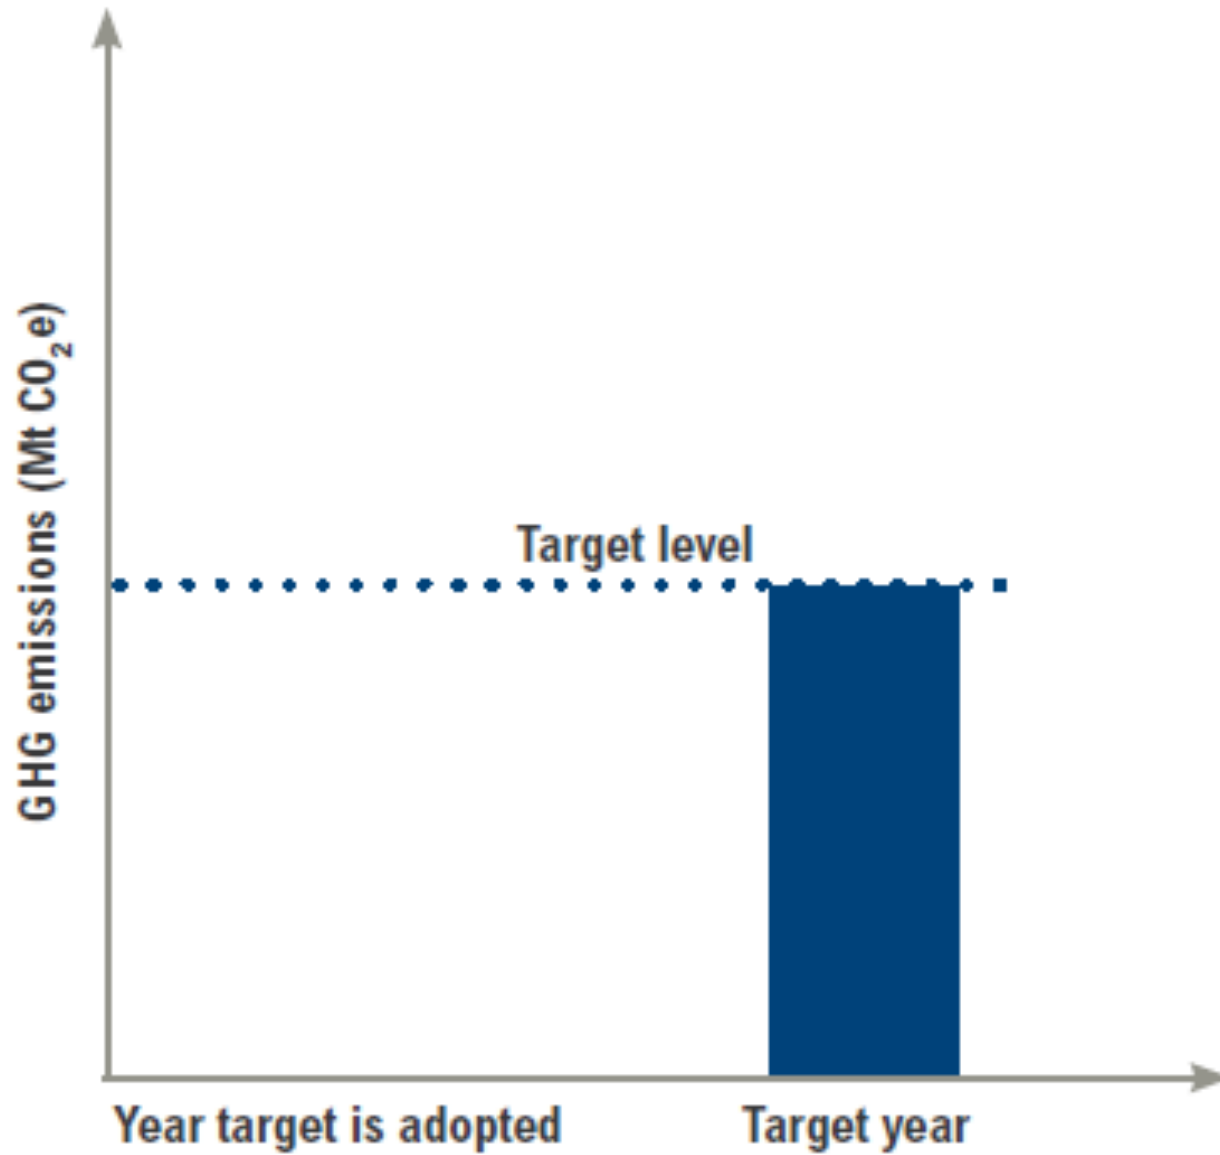 GHG emissions (Mt CO₂e)
Target level
Year target is adopted
Target year